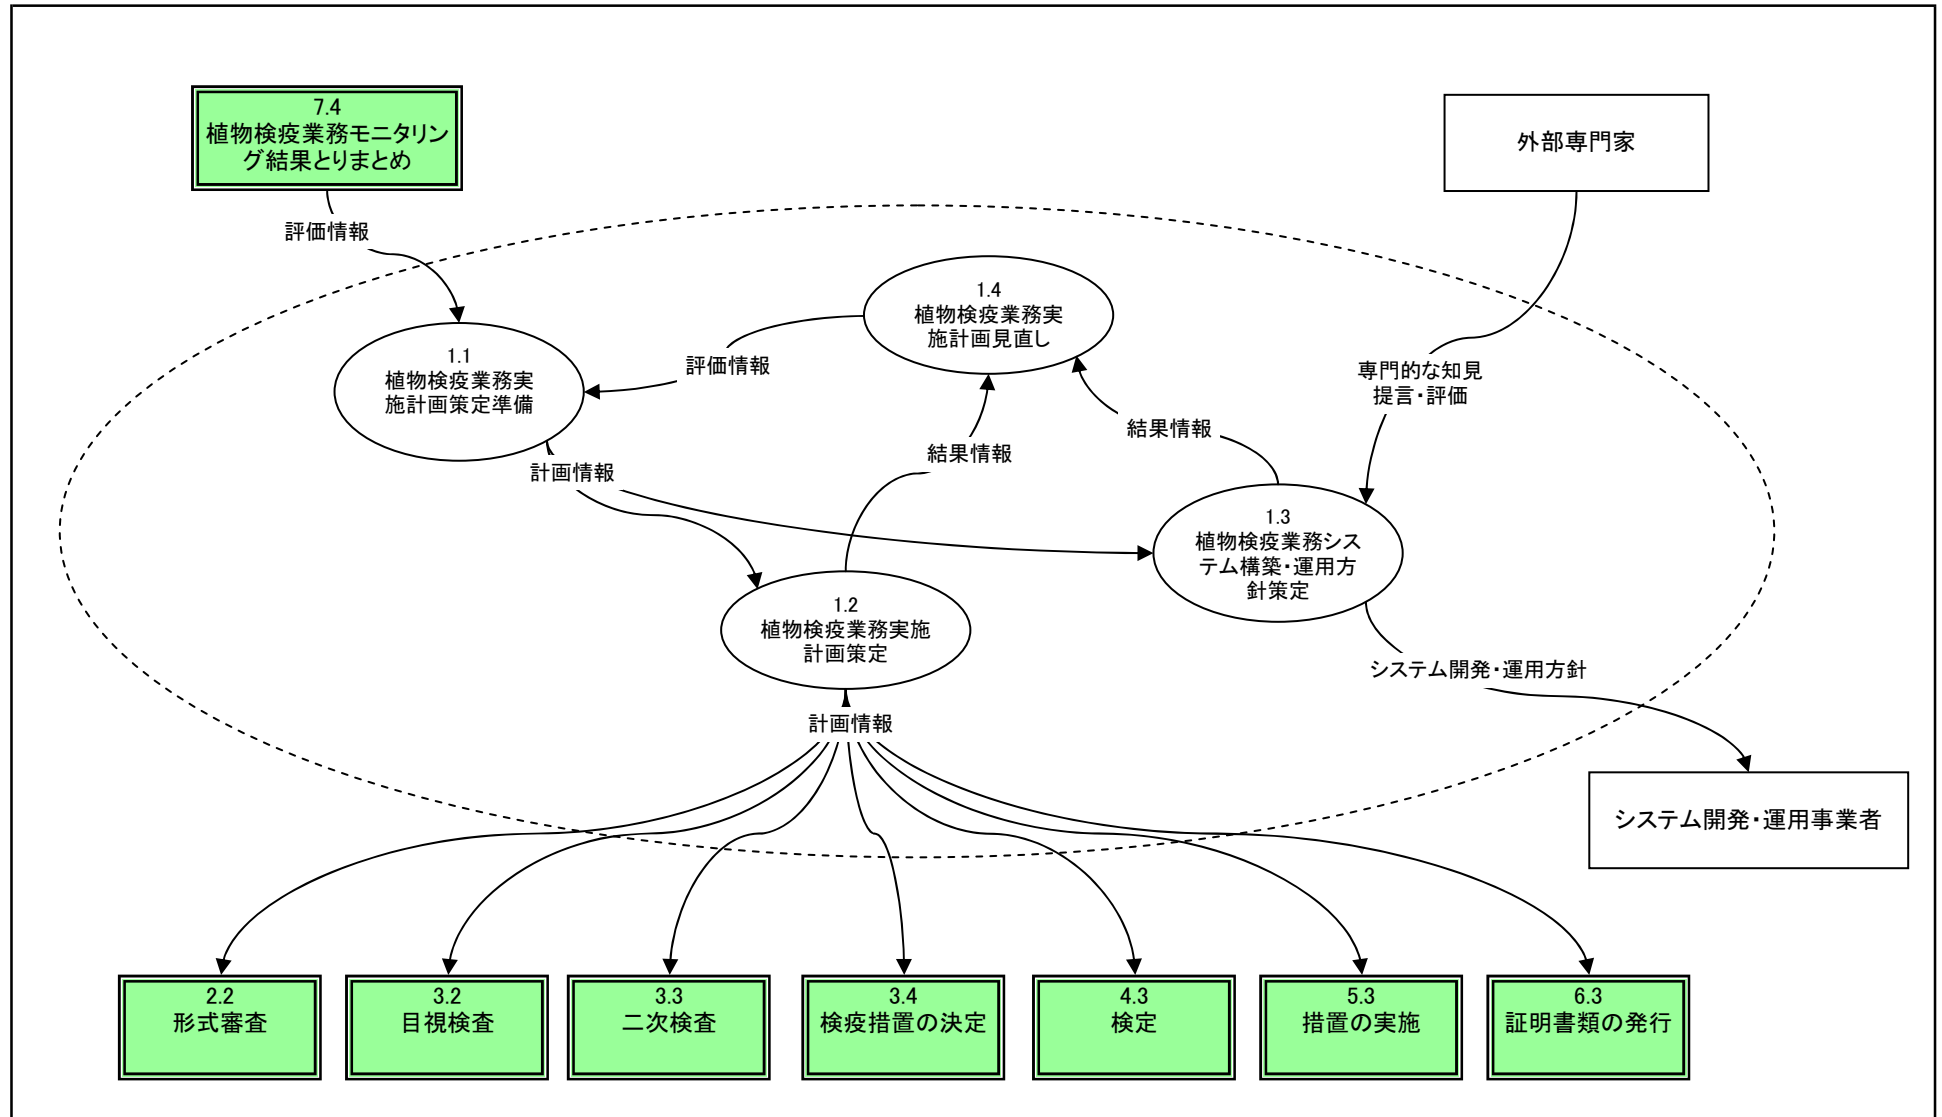 7.4
植物検疫業務モニタリン
グ結果とりまとめ
外部専門家
評価情報
1.4
植物検疫業務実
施計画見直し
1.1
植物検疫業務実
施計画策定準備
評価情報
専門的な知見
提言・評価
結果情報
結果情報
計画情報
1.3
植物検疫業務シス
テム構築・運用方
針策定
1.2
植物検疫業務実施
計画策定
システム開発・運用方針
計画情報
システム開発・運用事業者
2.2
形式審査
3.2
目視検査
3.3
二次検査
3.4
検疫措置の決定
4.3
検定
5.3
措置の実施
6.3
証明書類の発行